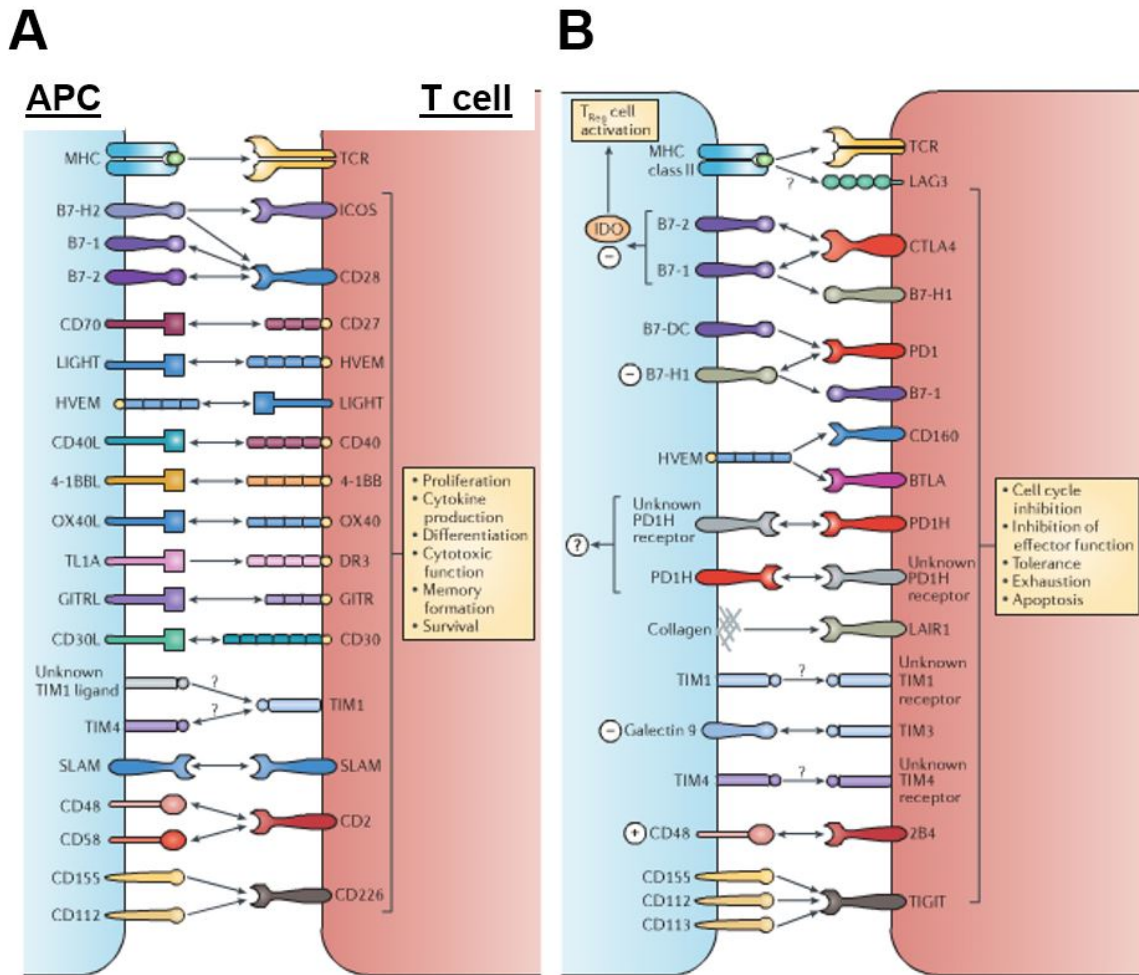 A
APC
T cell
MHC
TCR
B7-H2
ICOS
B7-1
B7-2
CD28
CD70
CD27
LIGHT
HVEM
HVEM
LIGHT
CD40L
CD40
4-1BBL
4-1BB
OX40L
OX40
TL1A
DR3
GITRL
GITR
CD30L
CD30
Unknown
TIM1 ligand
?
TIM1
?
TIM4
SLAM
SLAM
CD48
CD2
CD58
CD155
CD226
CD112
• Proliferation
• Cytokine
production
• Differentiation
• Cytotoxic
function
• Memory
formation
• Survival
B
TReg cell
activation
MHC
class II
TCR
?
LAG3
IDO
−
B7-2
CTLA4
B7-1
B7-H1
B7-DC
PD1
− B7-H1
B7-1
CD160
HVEM
BTLA
Unknown
PD1H
receptor
PD1H
?
PD1H
Unknown
PD1H
receptor
Collagen
LAIR1
TIM1
?
Unknown
TIM1
receptor
− Galectin 9
TIM3
TIM4
?
Unknown
TIM4
receptor
+ CD48
2B4
CD155
CD112
TIGIT
CD113
• Cell cycle
inhibition
• Inhibition of
effector function
• Tolerance
• Exhaustion
• Apoptosis